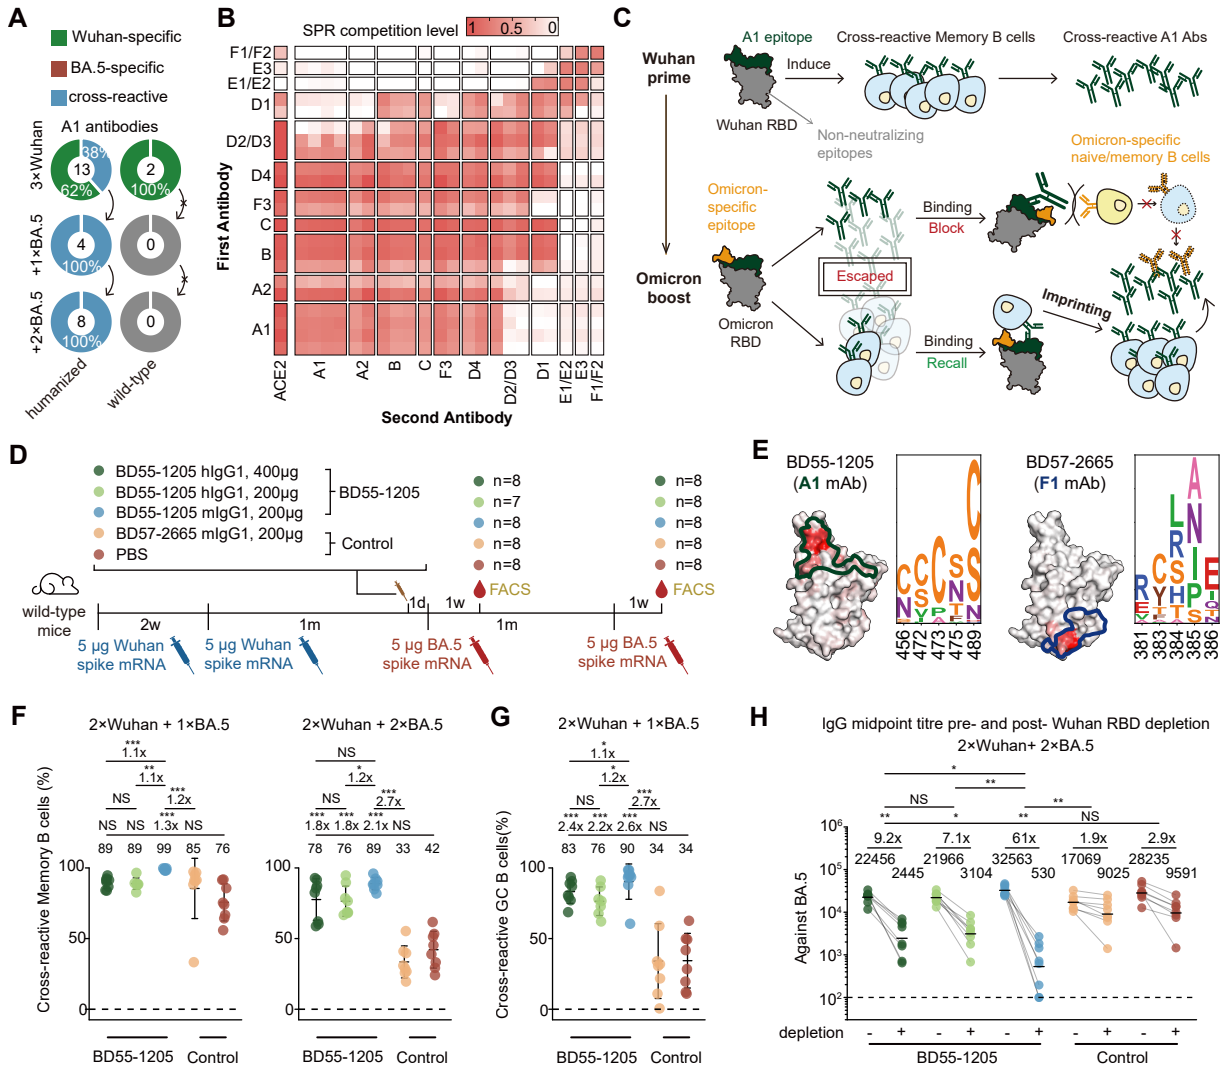 A
Wuhan-specific
BA.5-specific
cross-reactive
A1 antibodies
3×Wuhan
38%
13
62%
2
100%
+1×BA.5
4
100%
0
+2×BA.5
8
100%
0
humanized
wild-type
B
SPR competition level
1
0.5
0
First Antibody
F1/F2
E3
E1/E2
D1
D2/D3
D4
F3
C
B
A2
A1
ACE2
A1
A2
B
C
F3
D4
D2/D3
D1
E1/E2
E3
F1/F2
Second Antibody
C
Wuhan
prime
A1 epitope
Induce
Wuhan RBD
Cross-reactive Memory B cells
Cross-reactive A1 Abs
Non-neutralizing
epitopes
Omicron-specific
naive/memory B cells
Omicron-
specific
epitope
Omicron
boost
Omicron
RBD
Escaped
Binding
Block
Binding
Recall
Imprinting
D
BD55-1205 hIgG1, 400µg
BD55-1205 hIgG1, 200µg
BD55-1205 mIgG1, 200µg
BD57-2665 mIgG1, 200µg
PBS
BD55-1205
Control
n=8
n=7
n=8
n=8
n=8
FACS
n=8
n=8
n=8
n=8
n=8
FACS
wild-type
mice
2w
1m
1d
1w
1m
1w
5 µg Wuhan
spike mRNA
5 µg Wuhan
spike mRNA
5 µg BA.5
spike mRNA
5 µg BA.5
spike mRNA
E
BD55-1205
(A1 mAb)
456
472
473
475
489
BD57-2665
(F1 mAb)
381
383
384
385
386
F
2×Wuhan + 1×BA.5
Cross-reactive Memory B cells (%)
***
1.1x
**
1.1x
***
NS
1.2x
***
NS NS 1.3x NS
89 89 99 85 76
100
50
0
BD55-1205
Control
2×Wuhan + 2×BA.5
NS
*
1.2x
***
NS
2.7x
*** *** ***
1.8x 1.8x 2.1x NS
78 76 89 33 42
100
50
0
BD55-1205
Control
G
2×Wuhan + 1×BA.5
Cross-reactive GC B cells(%)
*
1.1x
*
1.2x
***
NS
2.7x
*** *** ***
2.4x 2.2x 2.6x NS
83 76 90 34 34
100
50
0
BD55-1205
Control
H
IgG midpoint titre pre- and post- Wuhan RBD depletion
2×Wuhan+ 2×BA.5
*
**
NS
**
** * ** NS
9.2x 7.1x 61x 1.9x 2.9x
22456 21966 32563 17069 28235
2445 3104 530 9025 9591
Against BA.5
10⁶
10⁵
10⁴
10³
10²
depletion - + - + - + - + - +
BD55-1205
Control